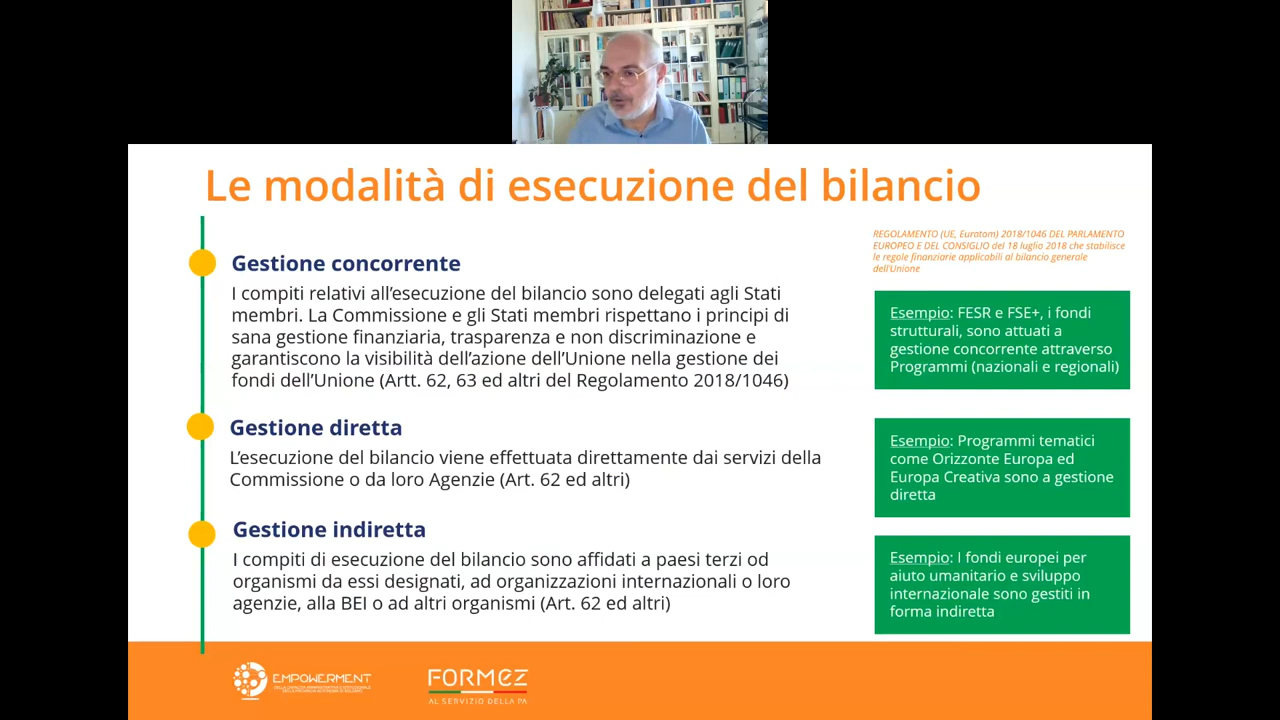 Le modalità di esecuzione del bilancio
REGOLAMENTO (UE, Euratom) 2018/1046 DEL PARLAMENTO
EUROPEO E DEL CONSIGLIO del 18 luglio 2018 che stabilisce
le regole finanziarie applicabili al bilancio generale
dell'Unione
Gestione concorrente
I compiti relativi all'esecuzione del bilancio sono delegati agli Stati
membri. La Commissione e gli Stati membri rispettano i principi di
sana gestione finanziaria, trasparenza e non discriminazione e
garantiscono la visibilità dell'azione dell'Unione nella gestione dei
fondi dell'Unione (Artt. 62, 63 ed altri del Regolamento 2018/1046)
Esempio: FESR e FSE+, i fondi
strutturali, sono attuati a
gestione concorrente attraverso
Programmi (nazionali e regionali)
Gestione diretta
L'esecuzione del bilancio viene effettuata direttamente dai servizi della
Commissione o da loro Agenzie (Art. 62 ed altri)
Esempio: Programmi tematici
come Orizzonte Europa ed
Europa Creativa sono a gestione
diretta
Gestione indiretta
I compiti di esecuzione del bilancio sono affidati a paesi terzi od
organismi da essi designati, ad organizzazioni internazionali o loro
agenzie, alla BEI o ad altri organismi (Art. 62 ed altri)
Esempio: I fondi europei per
aiuto umanitario e sviluppo
internazionale sono gestiti in
forma indiretta
EMPOWERMENT
FORMEZ
AL SERVIZIO DELLA PA